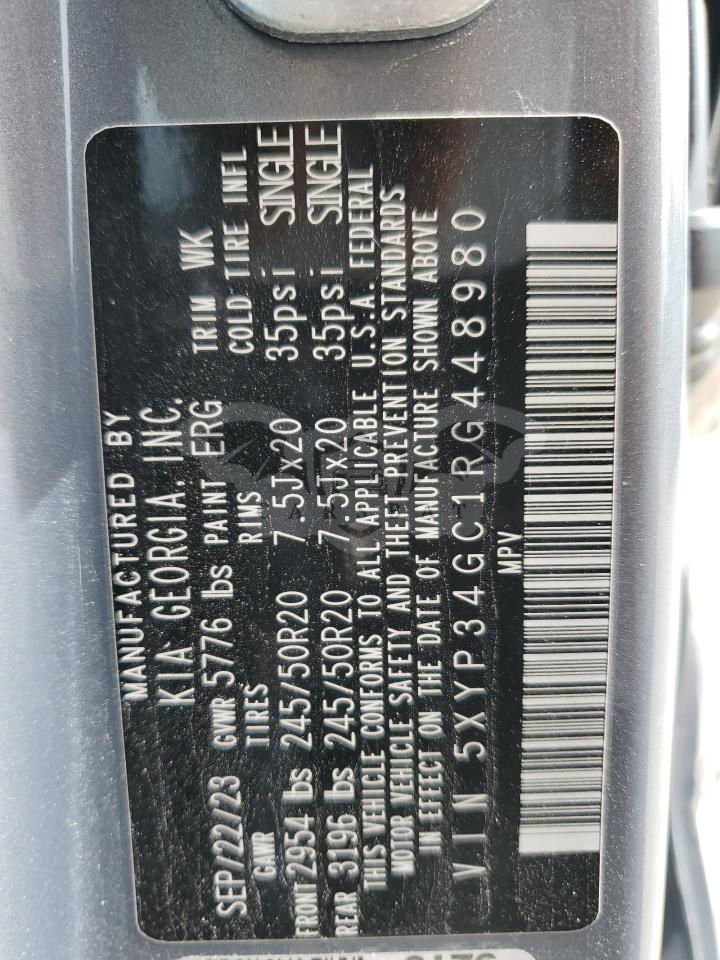 MANUFACTURED BY
KIA GEORGIA. INC.
SEP/22/23 GVWR 5776 lbs PAINT ERG TRIM WK
GAWR TIRES RIMS COLD TIRE INFL
FRONT 2954 lbs 245/50R20 7.5Jx20 35psi SINGLE
REAR 3196 lbs 245/50R20 7.5Jx20 35psi SINGLE
THIS VEHICLE CONFORMS TO ALL APPLICABLE U.S.A. FEDERAL
MOTOR VEHICLE SAFETY AND THEFT PREVENTION STANDARDS
IN EFFECT ON THE DATE OF MANUFACTURE SHOWN ABOVE
VIN 5XYP34GC1RG448980
MPV